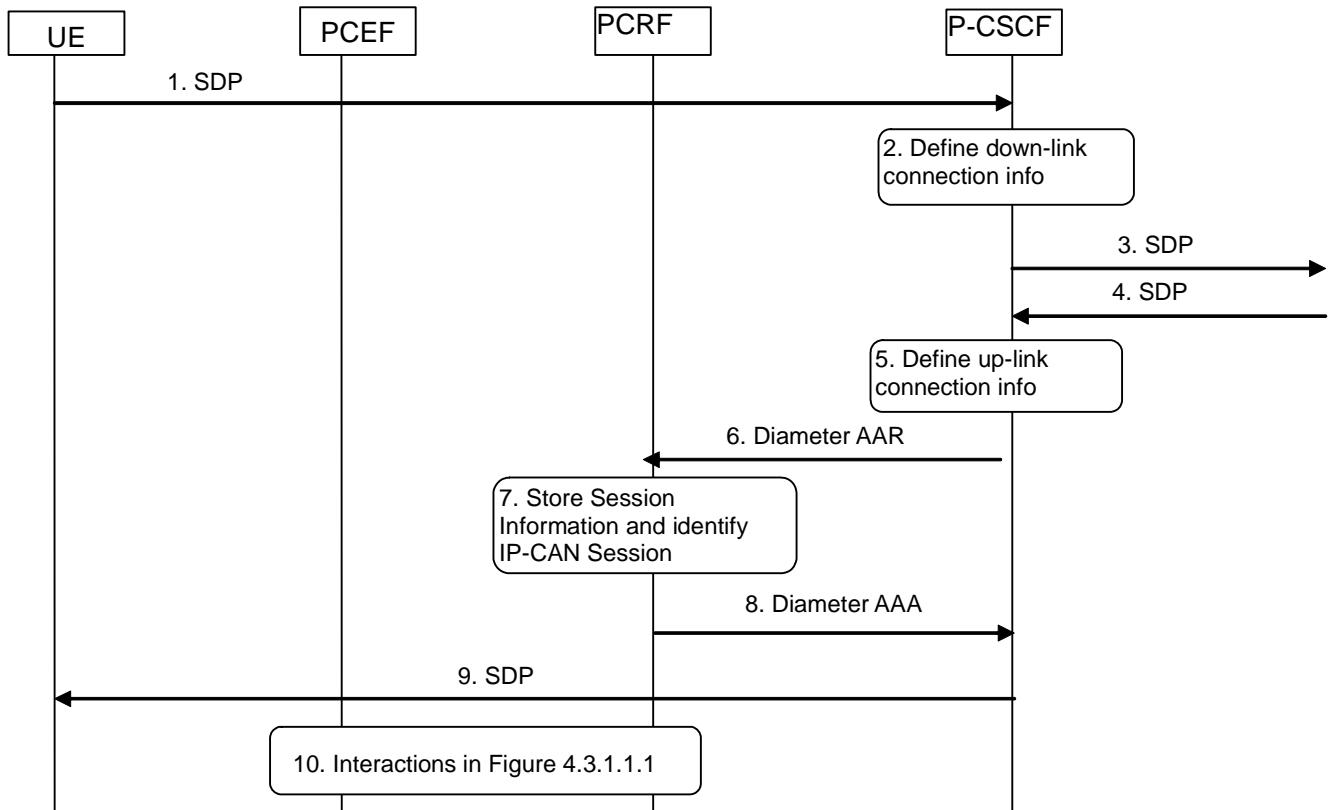 UE
PCEF
PCRF
P-CSCF
1. SDP
2. Define down-link
connection info
3. SDP
4. SDP
5. Define up-link
connection info
6. Diameter AAR
7. Store Session
Information and identify
IP-CAN Session
8. Diameter AAA
9. SDP
10. Interactions in Figure 4.3.1.1.1